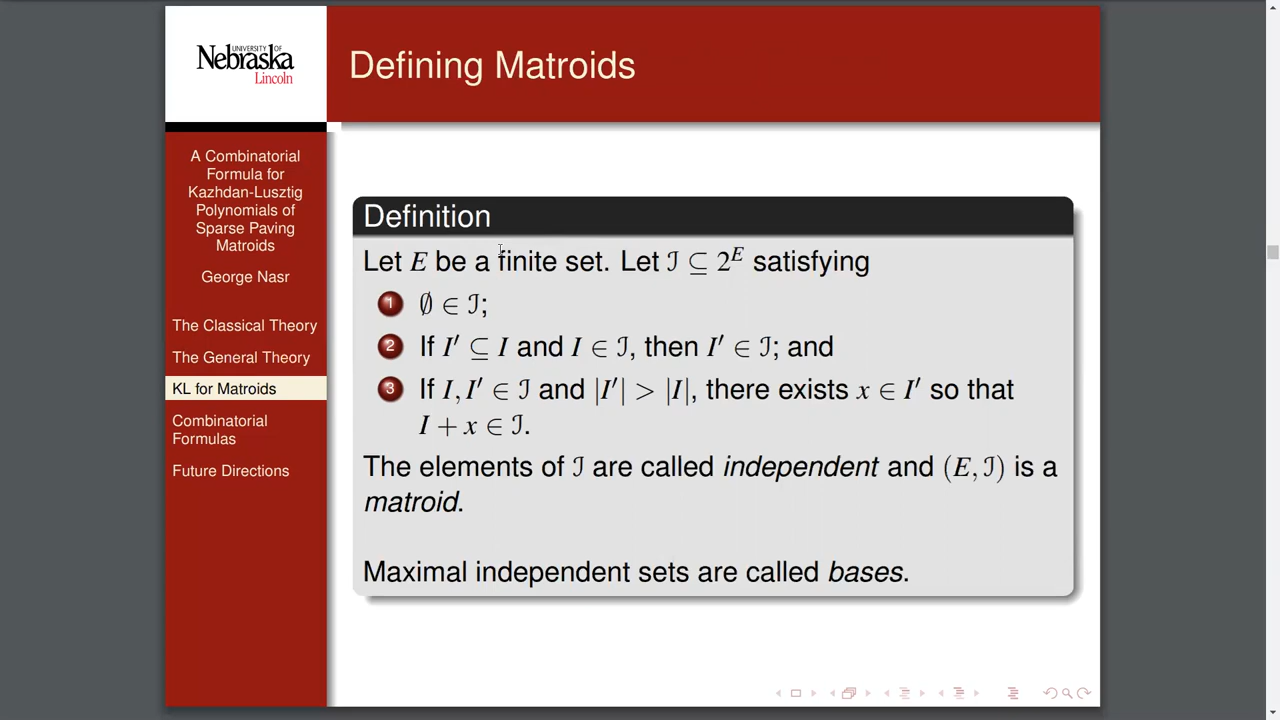 UNIVERSITY OF
Nebraska
Lincoln
Defining Matroids
A Combinatorial
Formula for
Kazhdan-Lusztig
Polynomials of
Sparse Paving
Matroids
George Nasr
The Classical Theory
The General Theory
KL for Matroids
Combinatorial
Formulas
Future Directions
Definition
Let E be a finite set. Let ℐ ⊆ 2^E satisfying
1 ∅ ∈ ℐ;
2 If I′ ⊆ I and I ∈ ℐ, then I′ ∈ ℐ; and
3 If I, I′ ∈ ℐ and |I′| > |I|, there exists x ∈ I′ so that
I + x ∈ ℐ.
The elements of ℐ are called independent and (E, ℐ) is a
matroid.
Maximal independent sets are called bases.